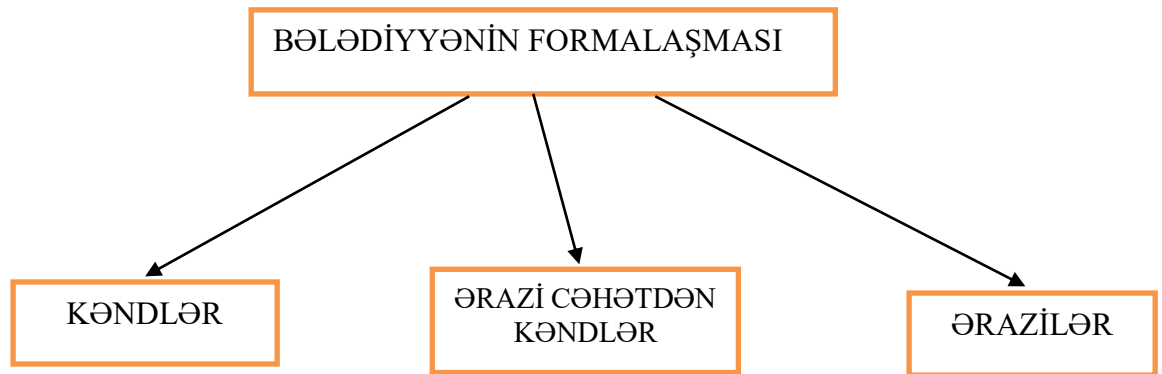 BƏLƏDİYYƏNİN FORMALAŞMASI
KƏNDLƏR
ƏRAZİ CƏHƏTDƏN
KƏNDLƏR
ƏRAZİLƏR